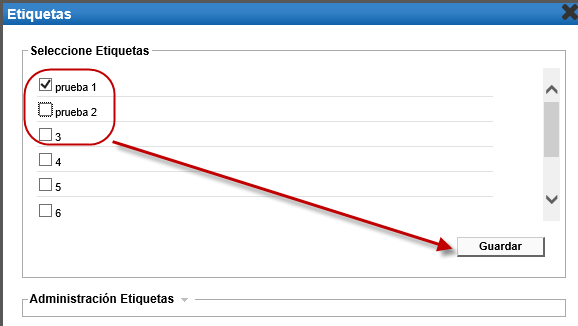 Etiquetas
Seleccione Etiquetas
prueba 1
prueba 2
3
4
5
6
Guardar
Administración Etiquetas